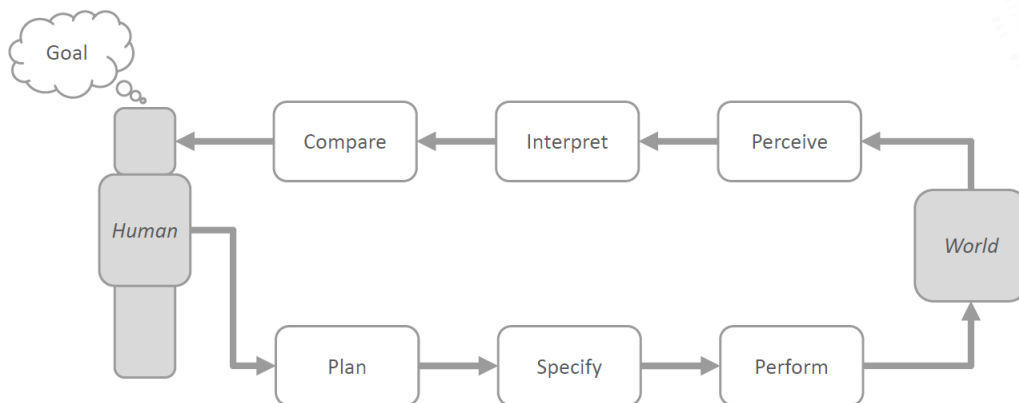 Goal
Compare
Interpret
Perceive
Human
World
Plan
Specify
Perform